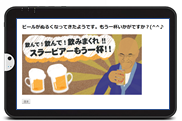 ビールがぬるくなってきたようです。もう一杯いかがですか？(^^♪
飲んで！飲んで！飲みまくれ!!
スラービアーもう一杯!!